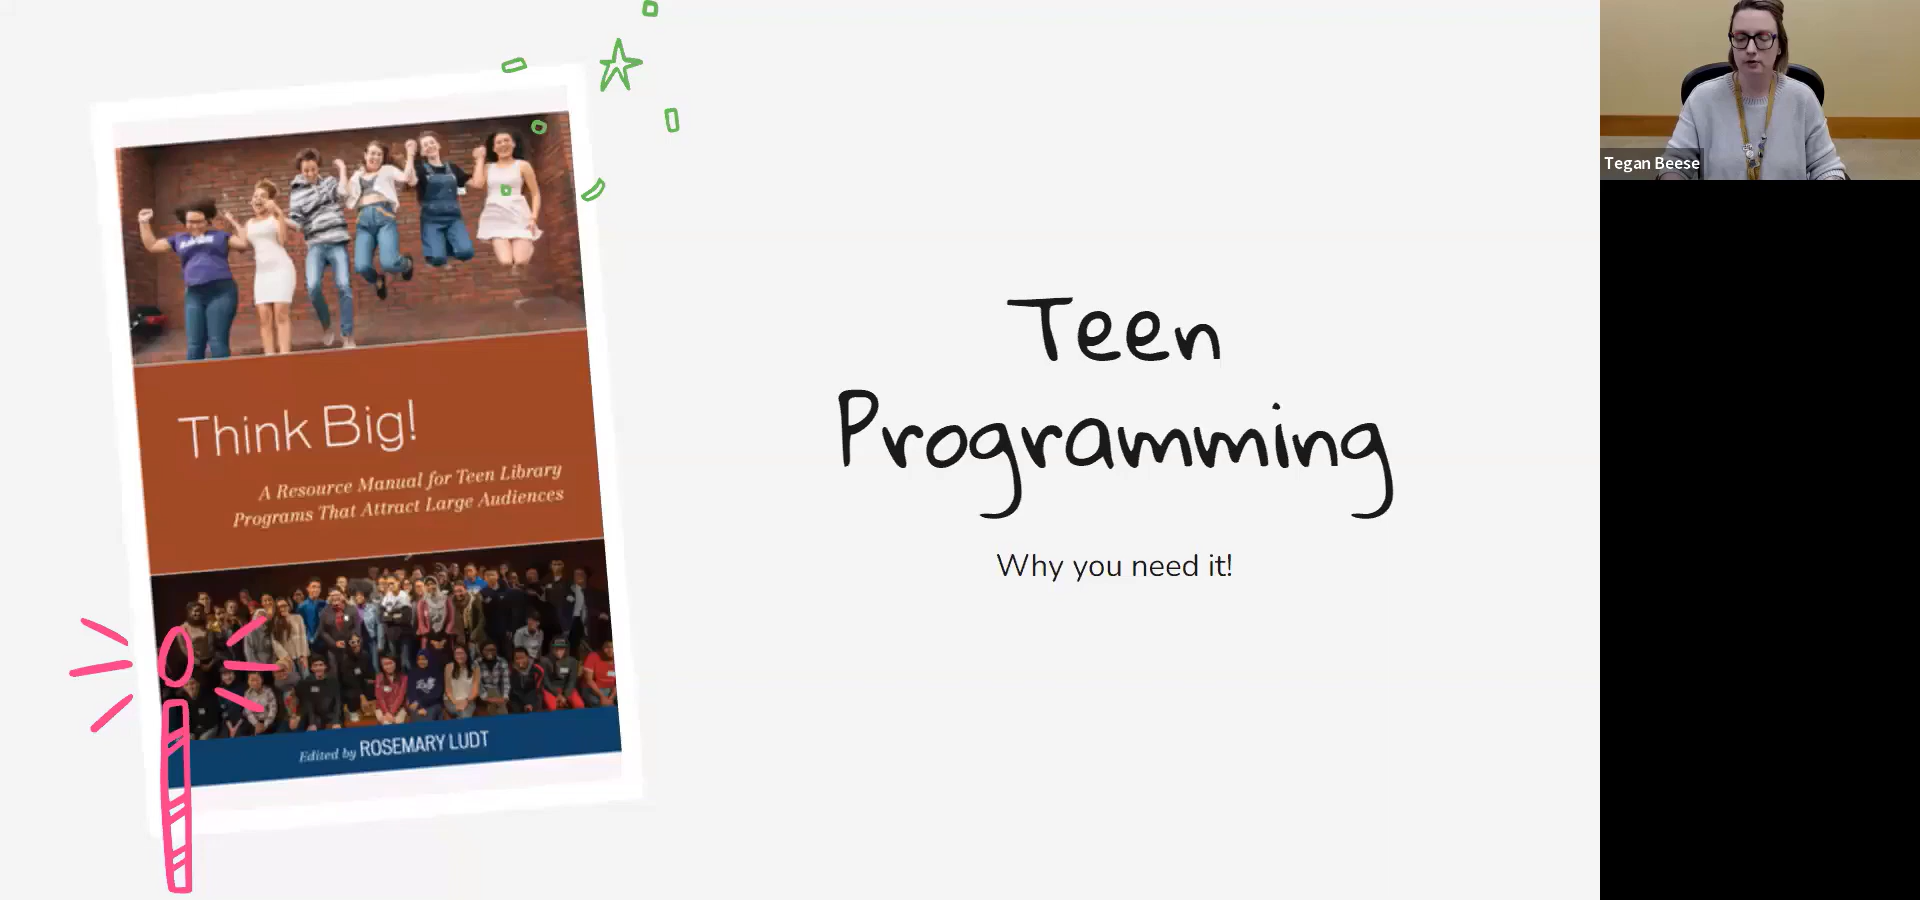 Think Big!
A Resource Manual for Teen Library
Programs That Attract Large Audiences
Edited by ROSEMARY LUDT
Teen
Programming
Why you need it!
Tegan Beese